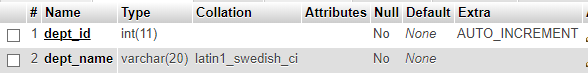 # Name Type Collation Attributes Null Default Extra
1 dept_id int(11) No None AUTO_INCREMENT
2 dept_name varchar(20) latin1_swedish_ci No None